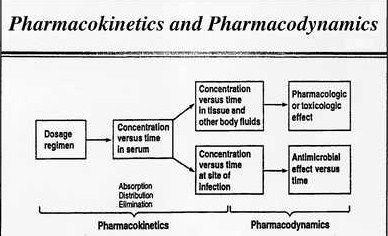 Pharmacokinetics and Pharmacodynamics
Dosage
regimen
Concentration
versus time
in serum
Concentration
versus time
in tissue and
other body fluids
Pharmacologic
or toxicologic
effect
Concentration
versus time
at site of
infection
Antimicrobial
effect versus
time
Absorption
Distribution
Elimination
Pharmacokinetics
Pharmacodynamics